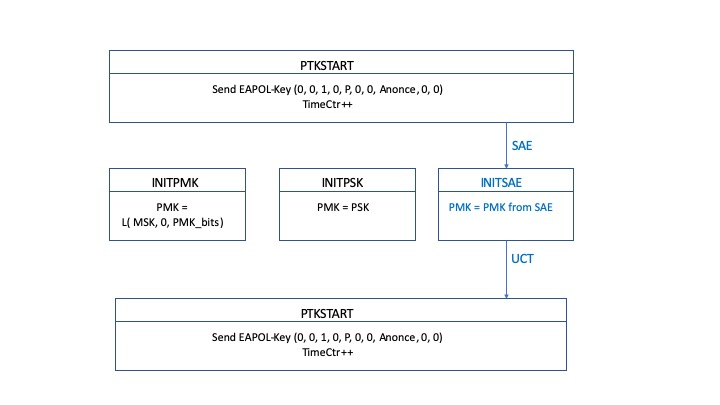 PTKSTART
Send EAPOL-Key (0, 0, 1, 0, P, 0, 0, Anonce, 0, 0)
TimeCtr++
SAE
INITPMK
PMK =
L( MSK, 0, PMK_bits)
INITPSK
PMK = PSK
INITSAE
PMK = PMK from SAE
UCT
PTKSTART
Send EAPOL-Key (0, 0, 1, 0, P, 0, 0, Anonce, 0, 0)
TimeCtr++